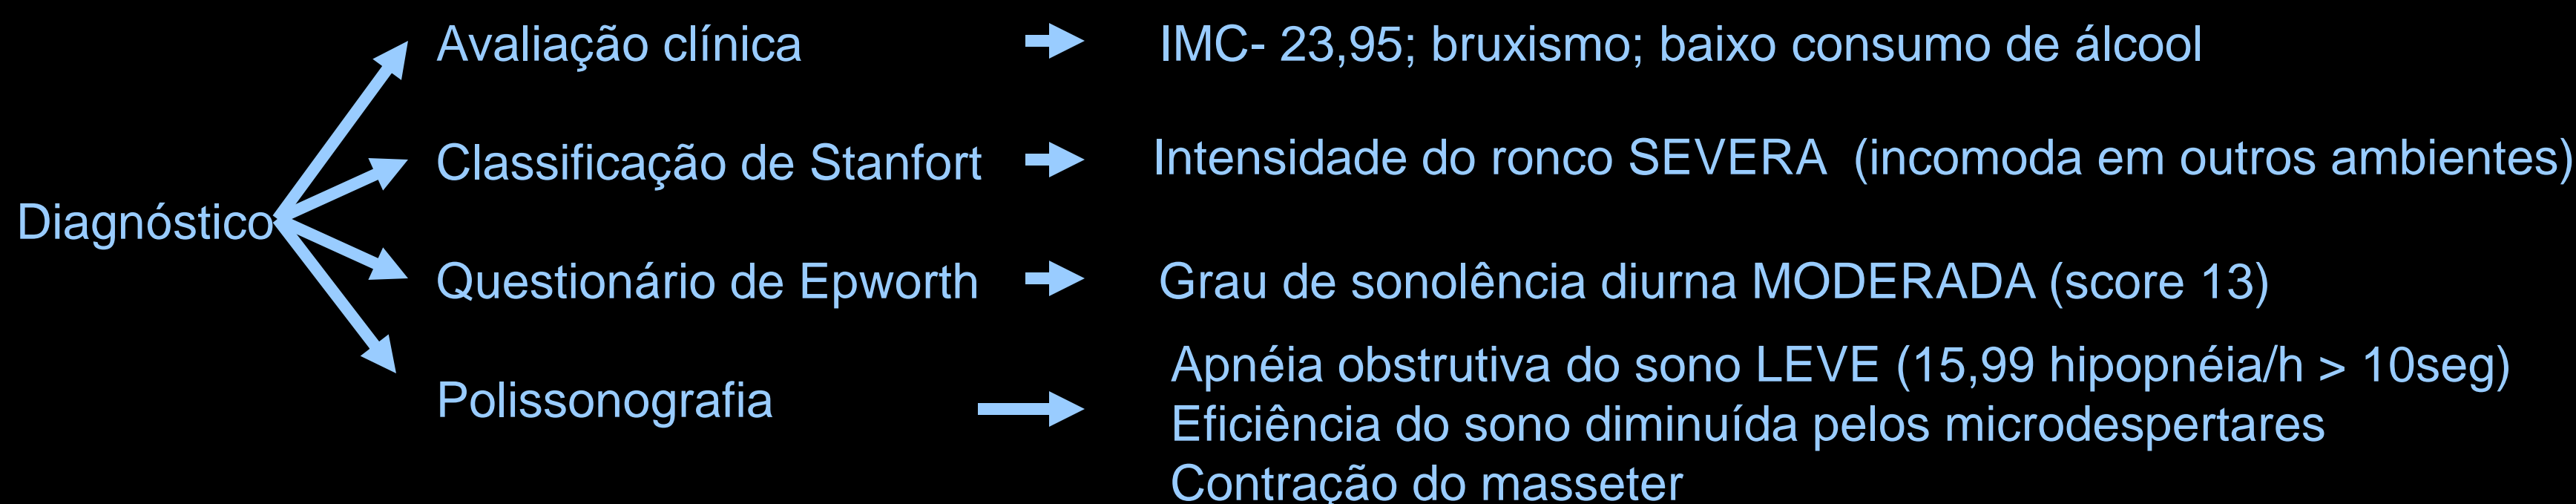 Diagnóstico
Avaliação clínica
IMC- 23,95; bruxismo; baixo consumo de álcool
Classificação de Stanfort
Intensidade do ronco SEVERA (incomoda em outros ambientes)
Questionário de Epworth
Grau de sonolência diurna MODERADA (score 13)
Polissonografia
Apnéia obstrutiva do sono LEVE (15,99 hipopnéia/h > 10seg)
Eficiência do sono diminuída pelos microdespertares
Contração do masseter